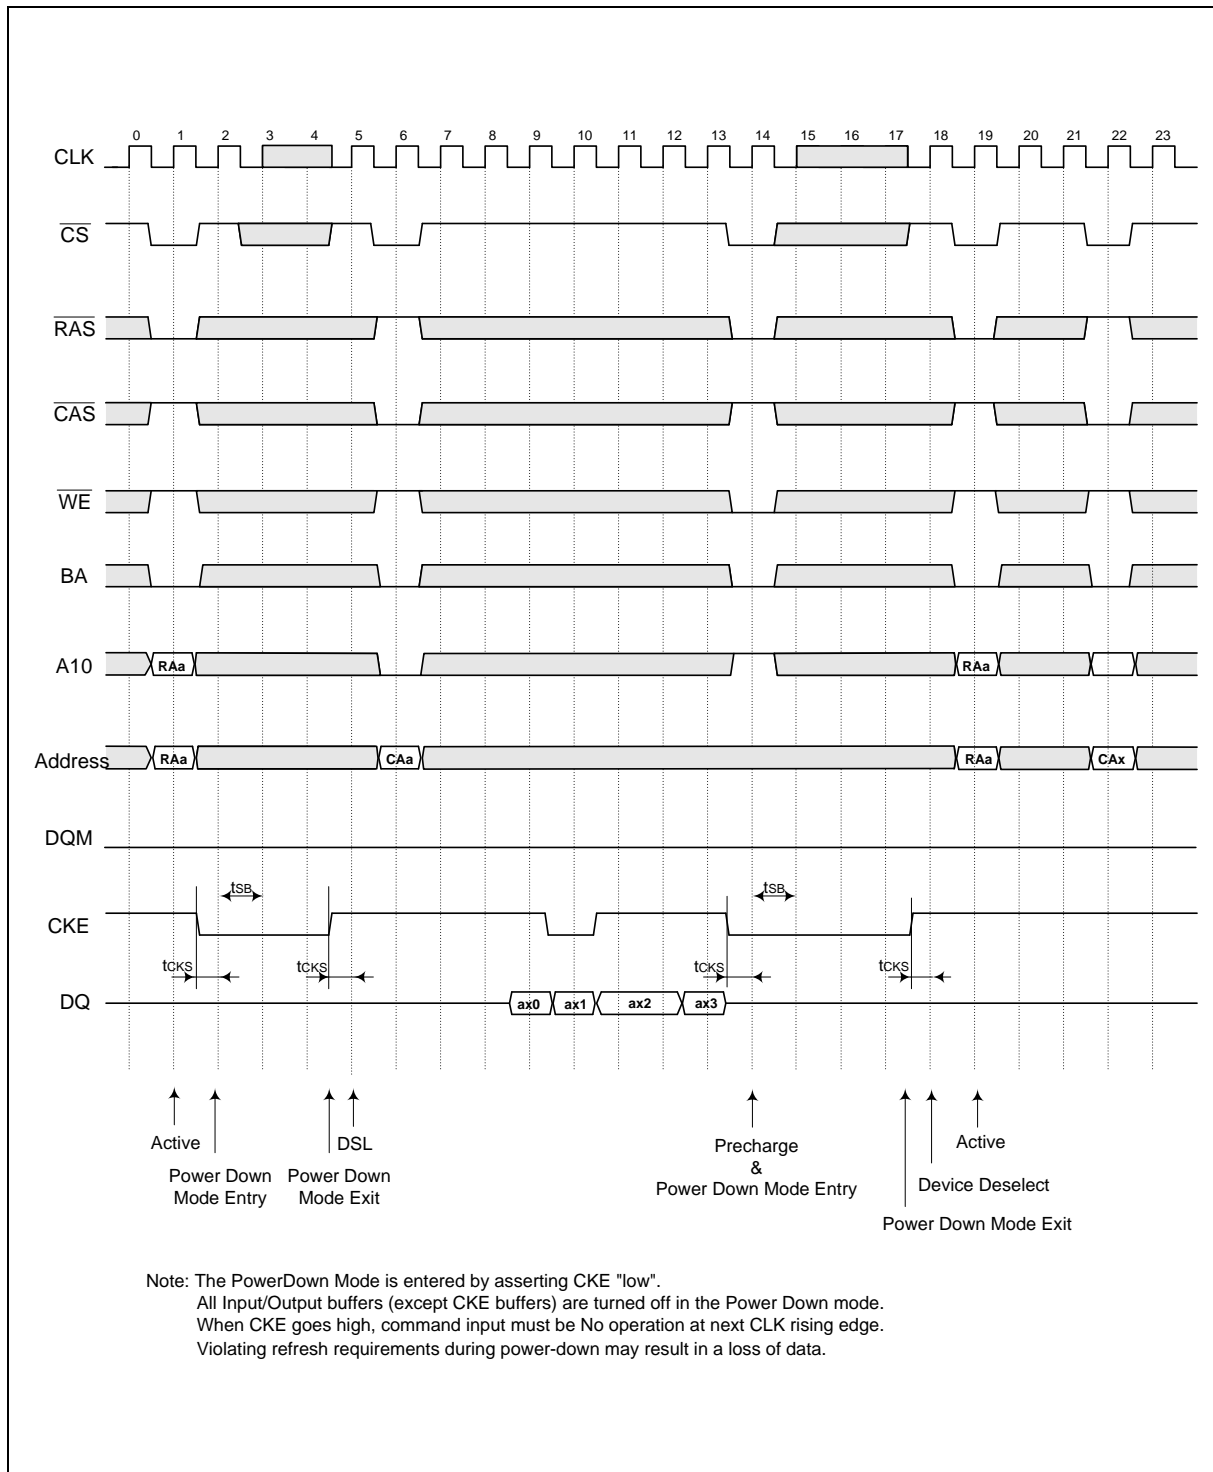 0 1 2 3 4 5 6 7 8 9 10 11 12 13 14 15 16 17 18 19 20 21 22 23
CLK
CS
RAS
CAS
WE
BA
A10 RAa RAa
Address RAa CAa RAa CAx
DQM
tSB tSB
CKE
tCKS tCKS tCKS tCKS
DQ ax0 ax1 ax2 ax3
Active DSL Precharge Active
&
Power Down Power Down Power Down Mode Entry Device Deselect
Mode Entry Mode Exit
Power Down Mode Exit
Note: The PowerDown Mode is entered by asserting CKE "low".
All Input/Output buffers (except CKE buffers) are turned off in the Power Down mode.
When CKE goes high, command input must be No operation at next CLK rising edge.
Violating refresh requirements during power-down may result in a loss of data.